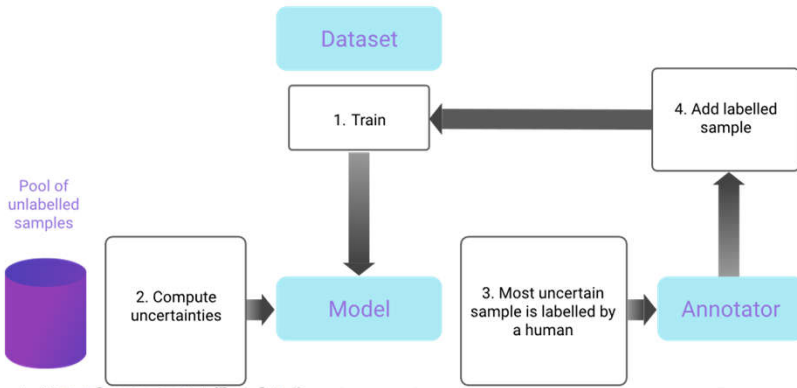 Dataset
1. Train
4. Add labelled
sample
Pool of
unlabelled
samples
2. Compute
uncertainties
Model
3. Most uncertain
sample is labelled by
a human
Annotator